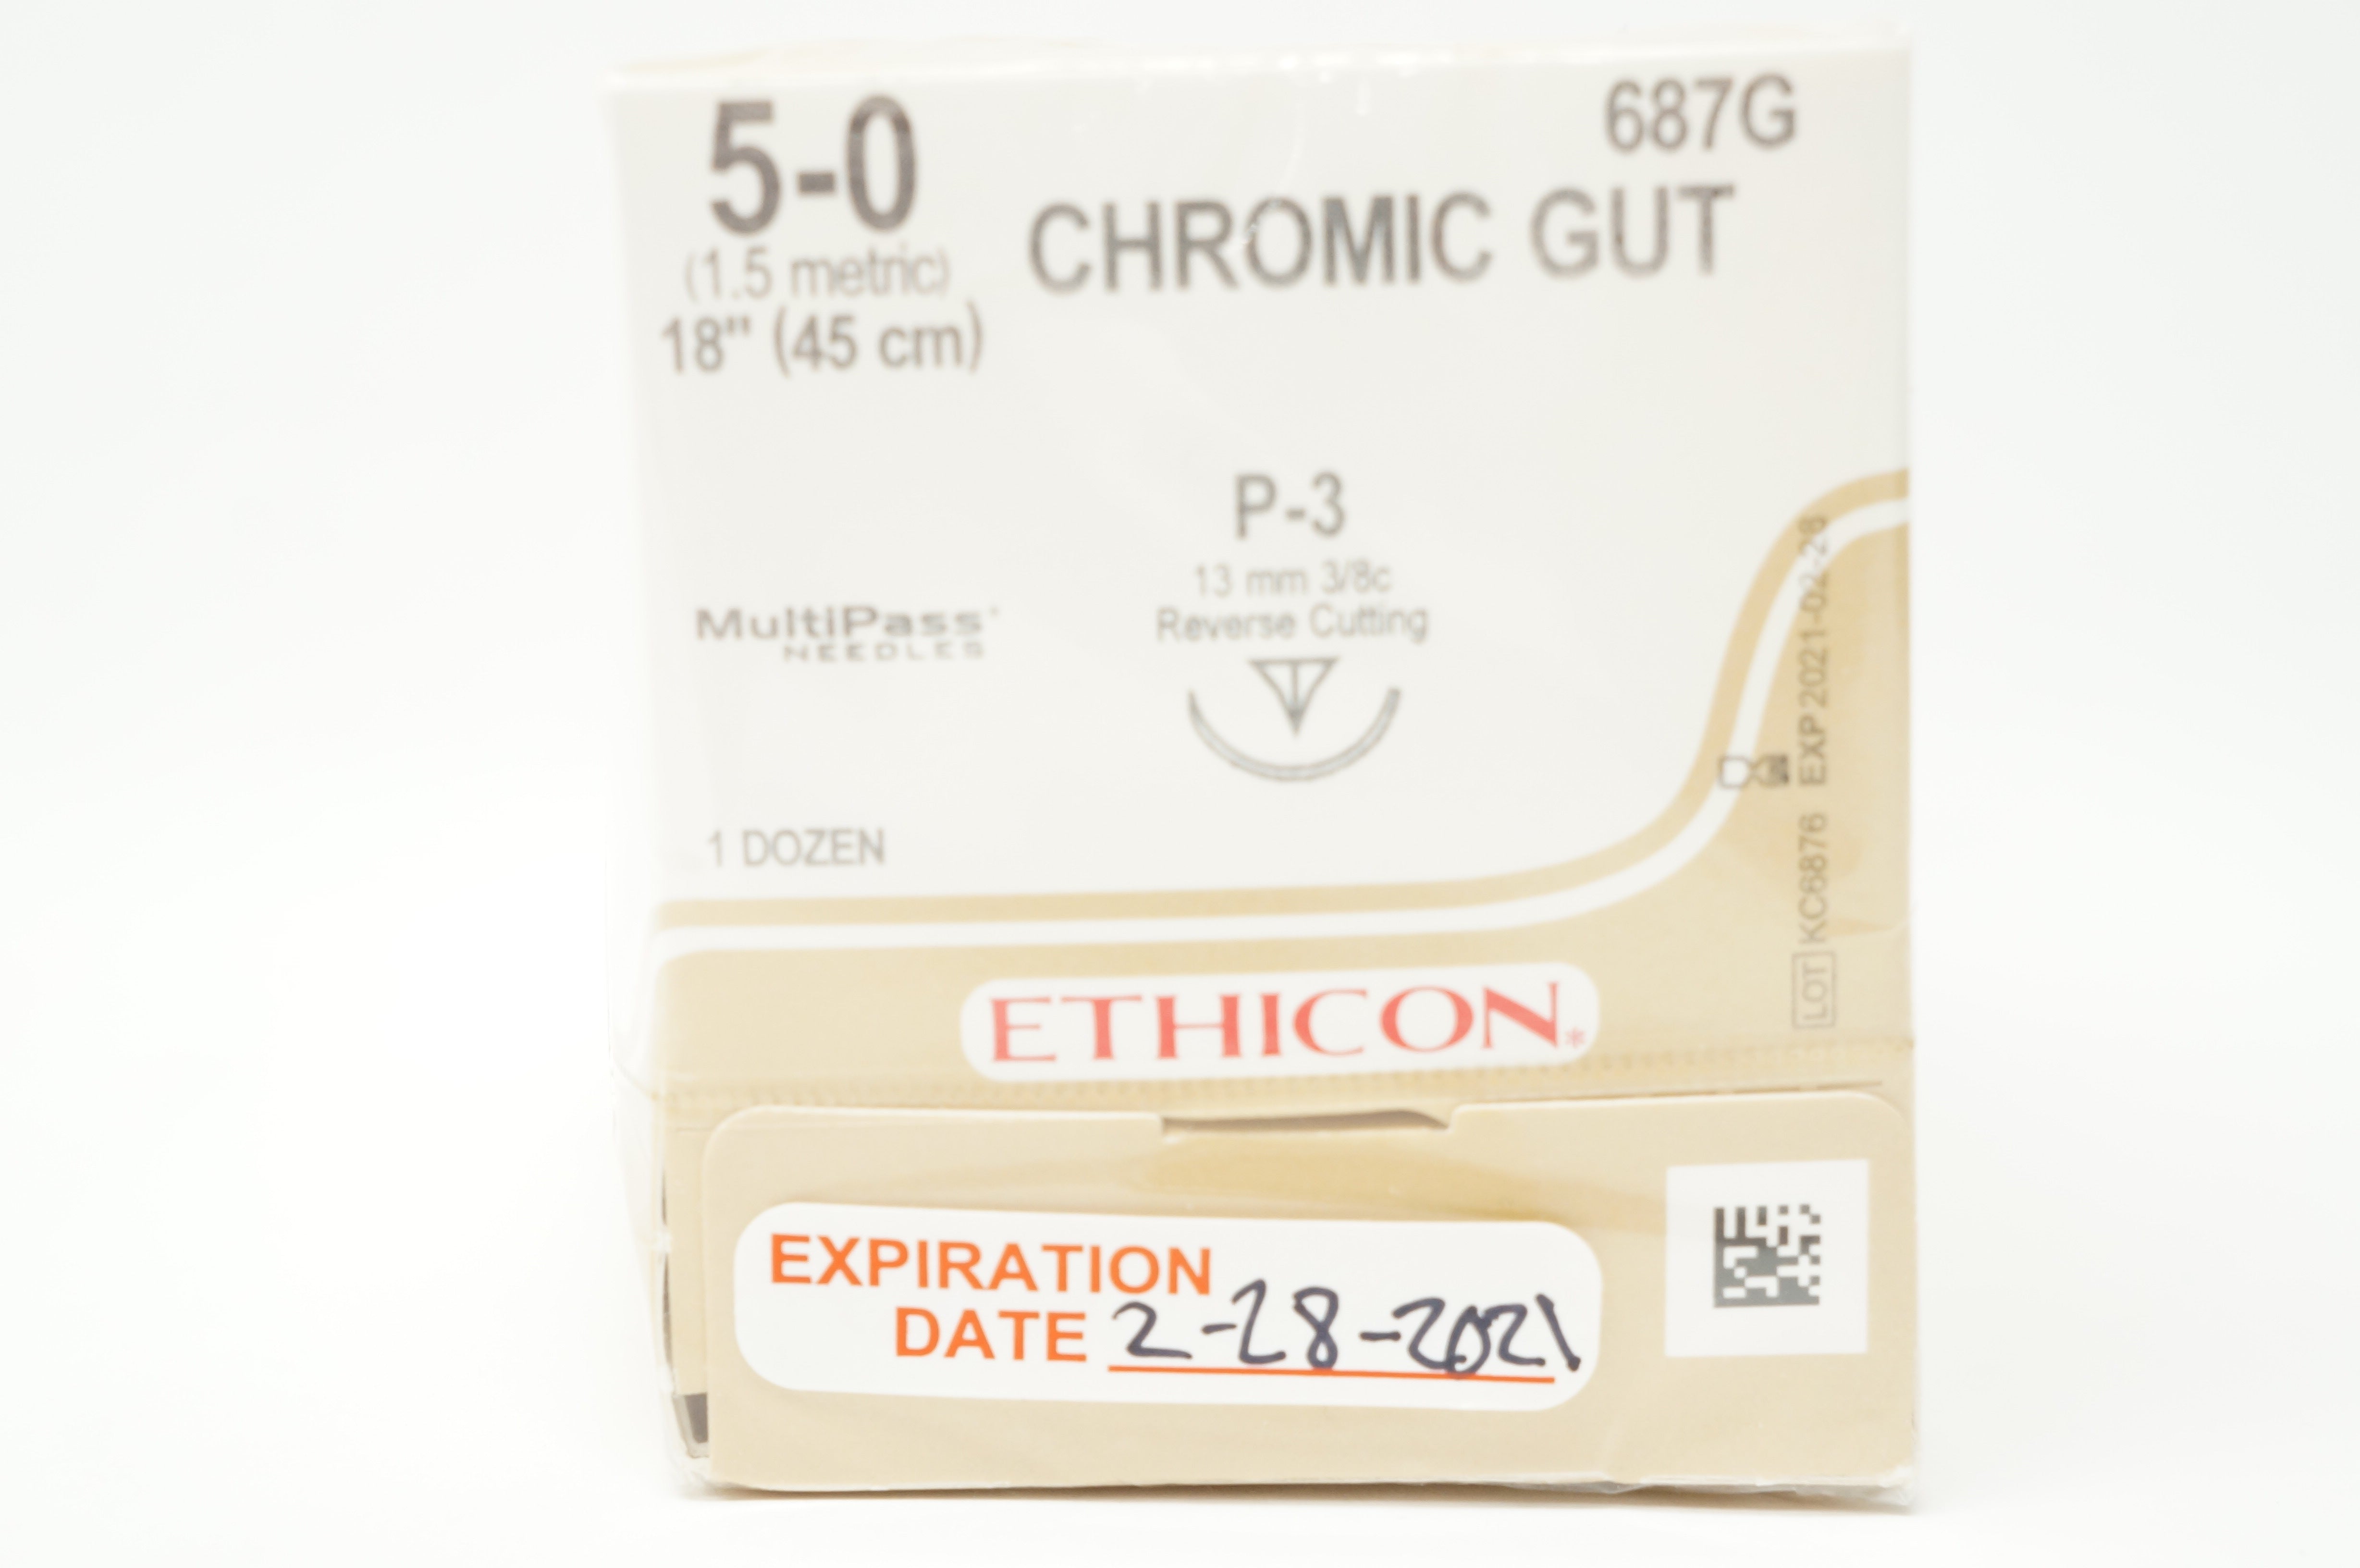 5-0
(1.5 metric)
18" (45 cm)
687G
CHROMIC GUT
P-3
13 mm 3/8c
Reverse Cutting
MultiPass
NEEDLES
1 DOZEN
LOT KC6876 EXP 2021-02-28
ETHICON*
EXPIRATION
DATE 2-28-2021